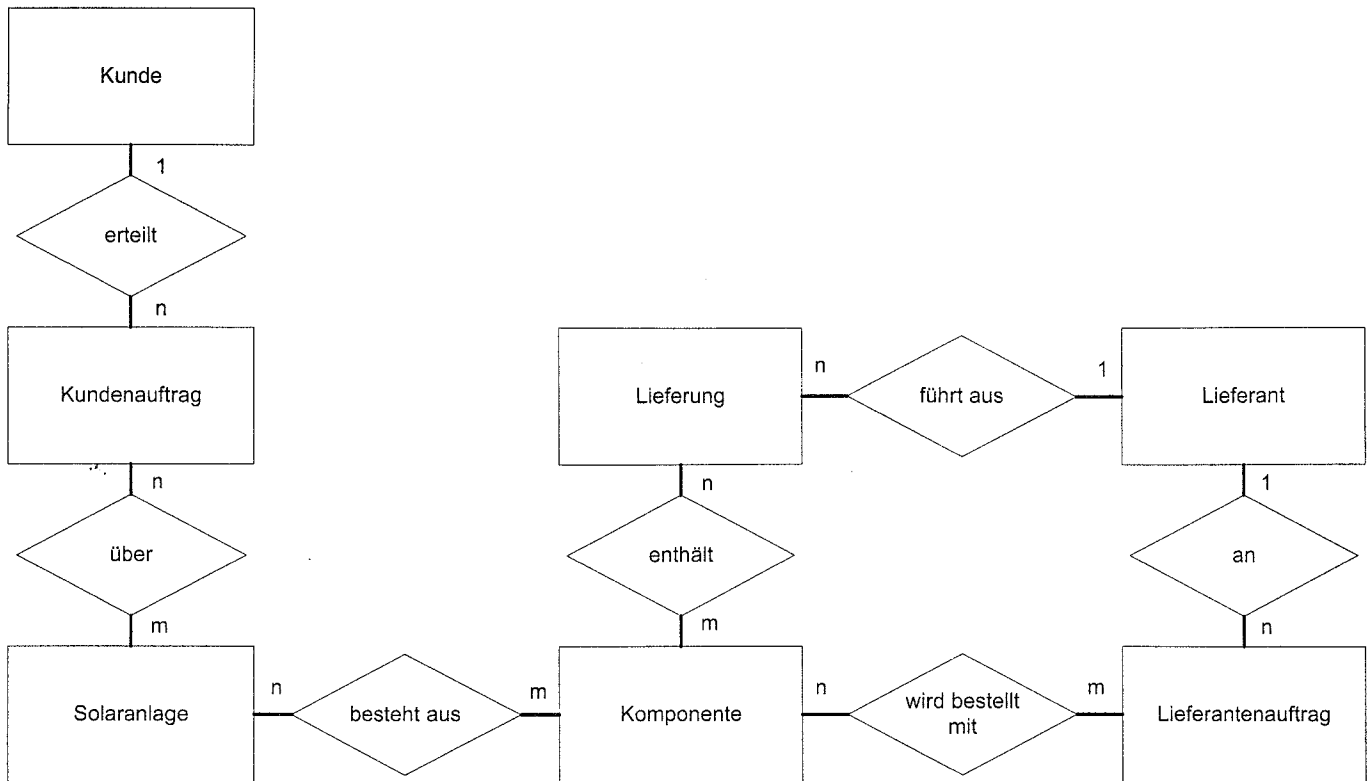 Kunde
1
erteilt
n
Kundenauftrag
n
über
m
Solaranlage
n
besteht aus
m
Komponente
m
enthält
n
Lieferung
n
führt aus
1
Lieferant
1
an
n
Lieferantenauftrag
m
wird bestellt
mit
n